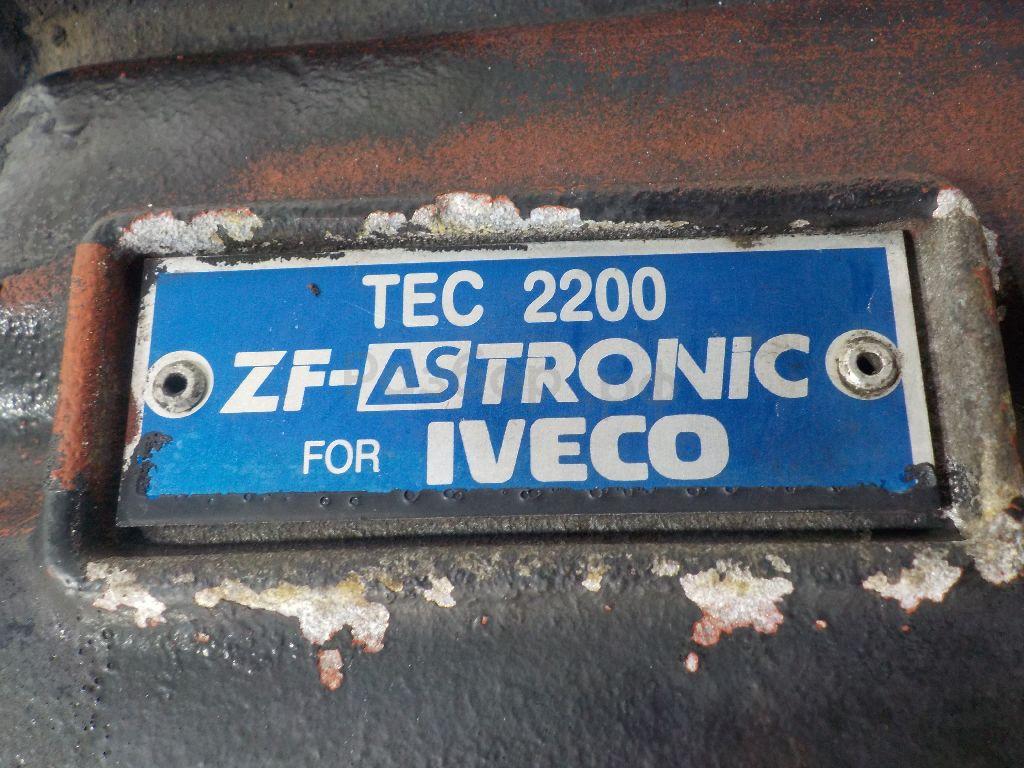 TEC 2200
ZF-ASTRONIC
FOR IVECO